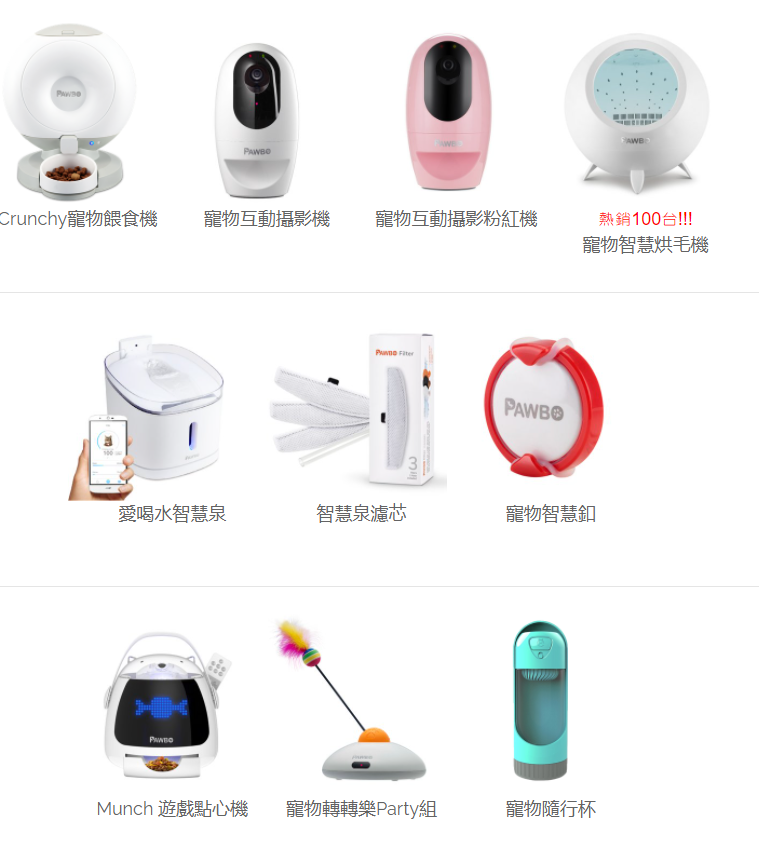 PAWBO
PAWBO
PAWBO
PAWBO
Crunchy寵物餵食機
寵物互動攝影機
寵物互動攝影粉紅機
熱銷100台!!!
寵物智慧烘毛機
PAWBO Filter
PAWBO
100
3
愛喝水智慧泉
智慧泉濾芯
寵物智慧釦
PAWBO
Munch 遊戲點心機
寵物轉轉樂Party組
寵物隨行杯